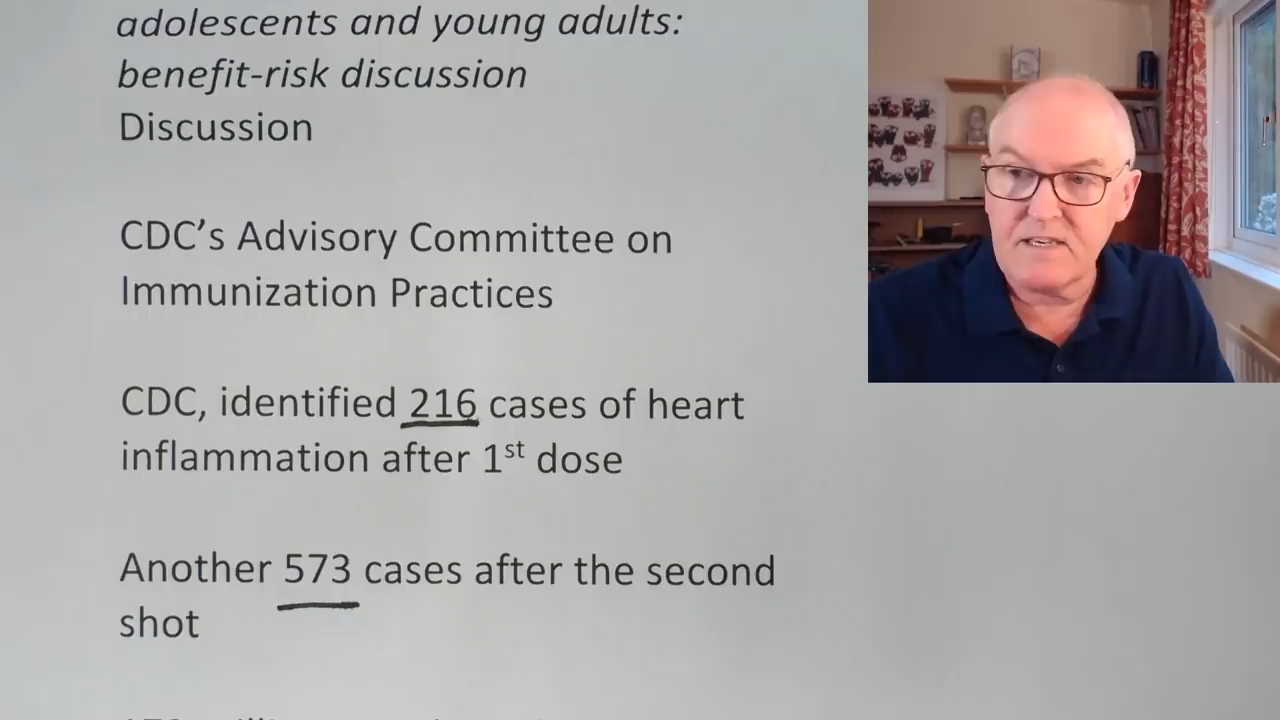 adolescents and young adults:
benefit-risk discussion
Discussion
CDC’s Advisory Committee on
Immunization Practices
CDC, identified 216 cases of heart
inflammation after 1st dose
Another 573 cases after the second
shot